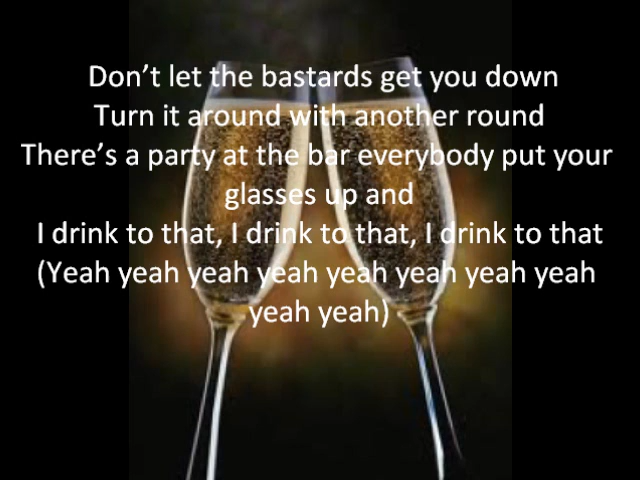 Don't let the bastards get you down
Turn it around with another round
There's a party at the bar everybody put your
glasses up and
I drink to that, I drink to that, I drink to that
(Yeah yeah yeah yeah yeah yeah yeah yeah
yeah yeah)